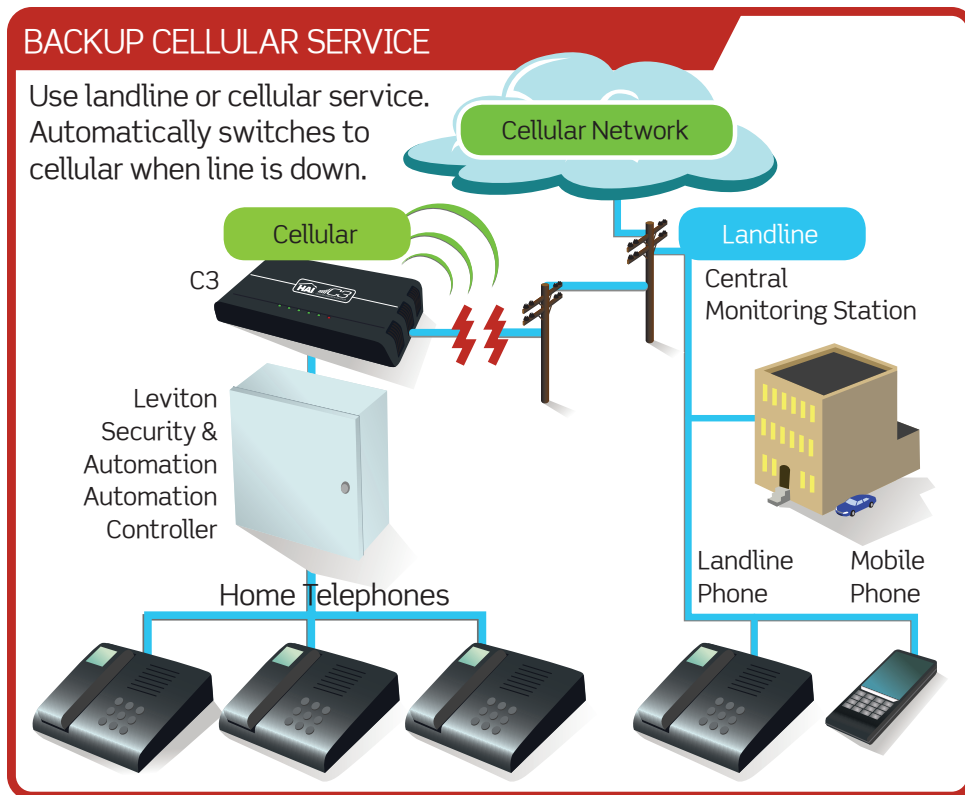 BACKUP CELLULAR SERVICE
Use landline or cellular service.
Automatically switches to
cellular when line is down.
Cellular Network
Cellular
Landline
C3
HAI C3
Central
Monitoring Station
Leviton
Security &
Automation
Automation
Controller
Landline
Phone
Mobile
Phone
Home Telephones